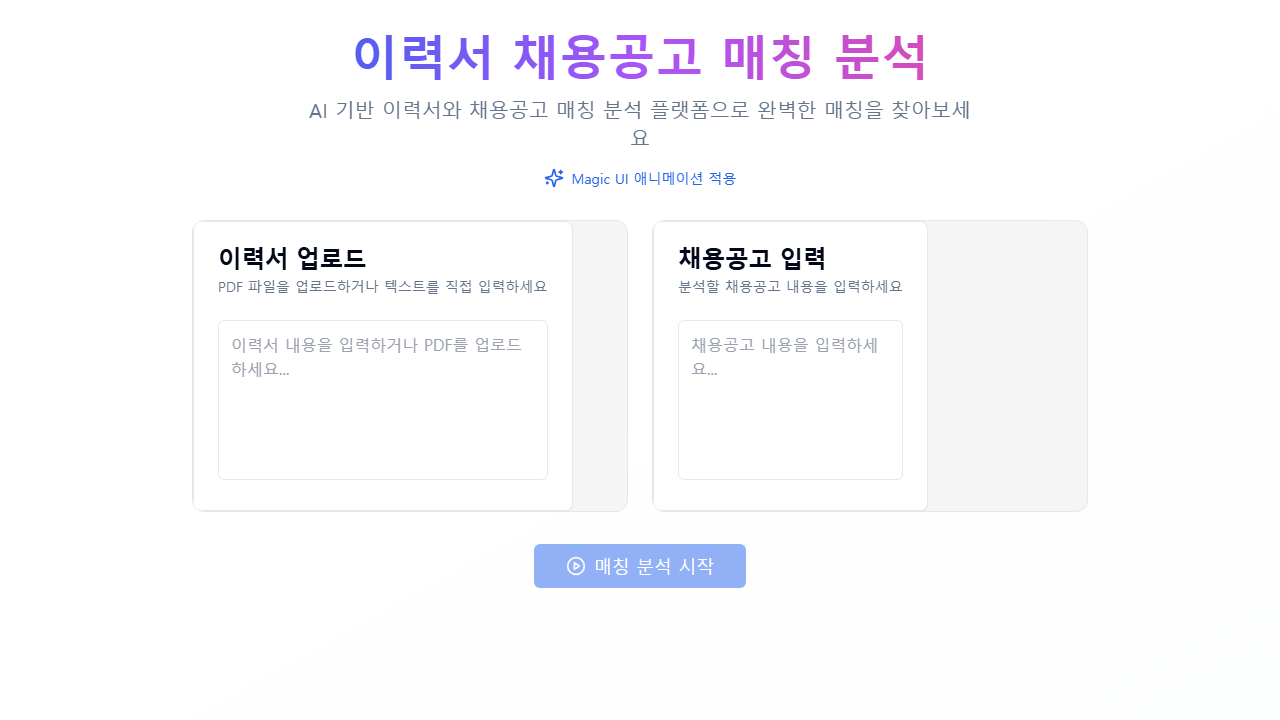 이력서 채용공고 매칭 분석
AI 기반 이력서와 채용공고 매칭 분석 플랫폼으로 완벽한 매칭을 찾아보세
요
Magic UI 애니메이션 적용
이력서 업로드
PDF 파일을 업로드하거나 텍스트를 직접 입력하세요
이력서 내용을 입력하거나 PDF를 업로드
하세요...
채용공고 입력
분석할 채용공고 내용을 입력하세요
채용공고 내용을 입력하세
요...
매칭 분석 시작